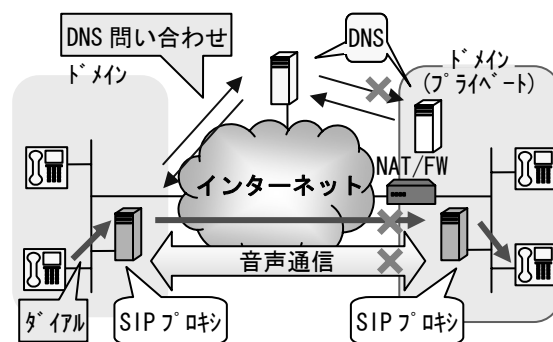 DNS 問い合わせ
DNS
ﾄﾞﾒｲﾝ
ﾄﾞﾒｲﾝ
(ﾌﾟﾗｲﾍﾞｰﾄ)
NAT/FW
インターネット
音声通信
ﾀﾞｲｱﾙ
SIP ﾌﾟﾛｷｼ
SIP ﾌﾟﾛｷｼ